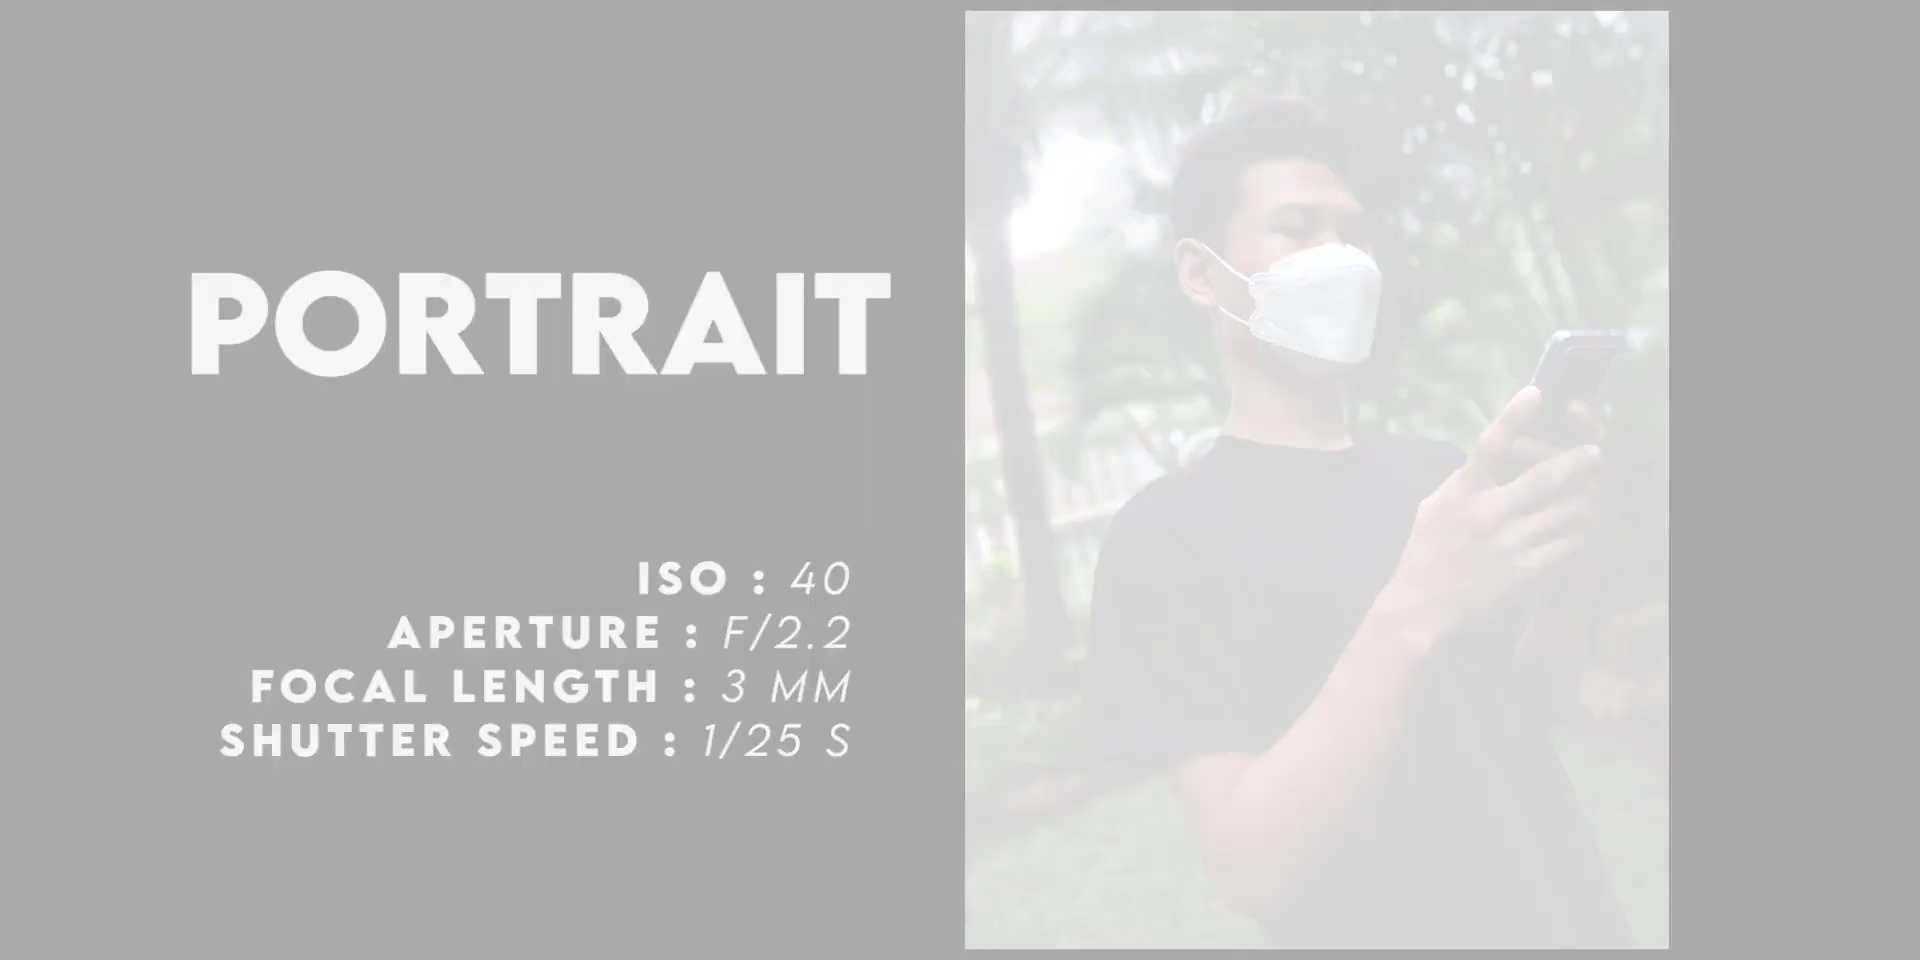 PORTRAIT
ISO : 40
APERTURE : F/2.2
FOCAL LENGTH : 3 MM
SHUTTER SPEED : 1/25 S